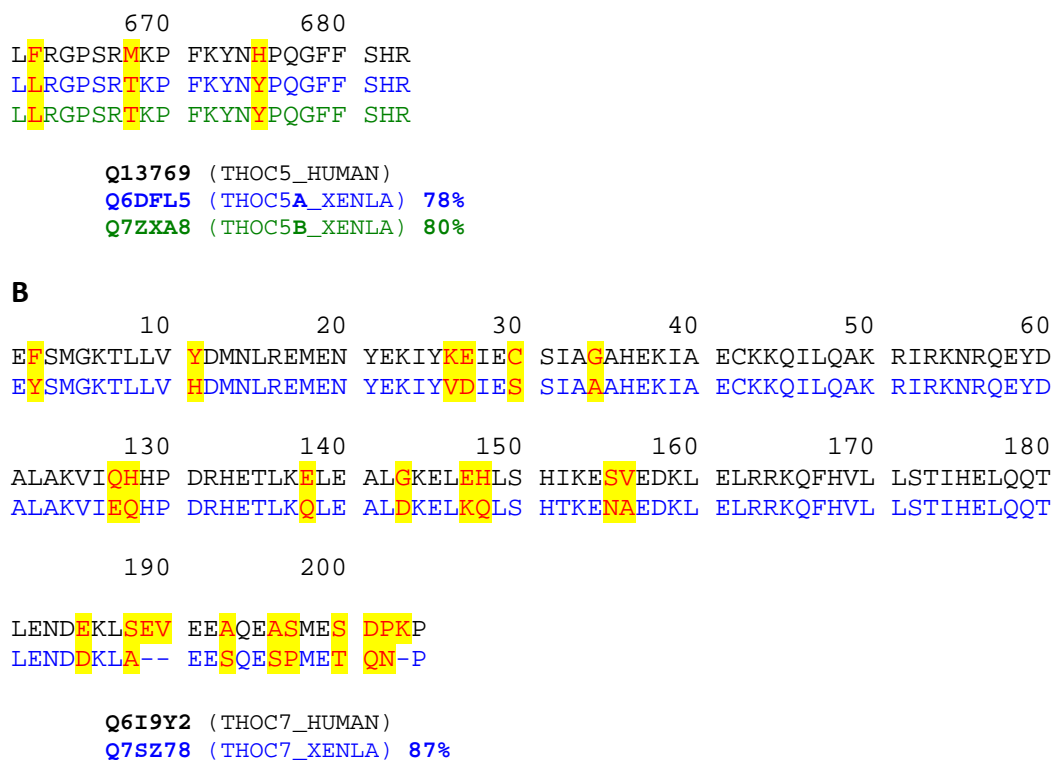 670 680
LFRGPSRMKP FKYNHPQGFF SHR
LLRGPSRTKP FKYNYPQGFF SHR
LLRGPSRTKP FKYNYPQGFF SHR
Q13769 (THOC5_HUMAN)
Q6DFL5 (THOC5A_XENLA) 78%
Q7ZXA8 (THOC5B_XENLA) 80%
B
10 20 30 40 50 60
EFSMGKTLLV YDMNLREMEN YEKIYKEIEC SIAGAHEKIA ECKKQILQAK RIRKNRQEYD
EYSMGKTLLV HDMNLREMEN YEKIYVDIES SIAAAHEKIA ECKKQILQAK RIRKNRQEYD
130 140 150 160 170 180
ALAKVIQHHP DRHETLKELE ALGKELEHLS HIKESVEDKL ELRRKQFHVL LSTIHELQQT
ALAKVIEQHP DRHETLKQLE ALDKELKQLS HTKENAEDKL ELRRKQFHVL LSTIHELQQT
190 200
LENDEKLSEV EEAQEASMES DPKP
LENDDKLA-- EESQESPMET QN-P
Q6I9Y2 (THOC7_HUMAN)
Q7SZ78 (THOC7_XENLA) 87%